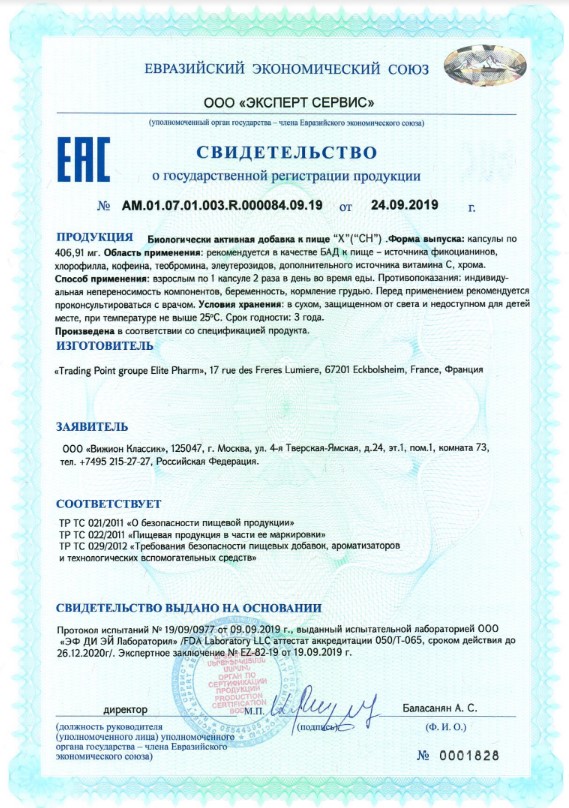 ЕВРАЗИЙСКИЙ ЭКОНОМИЧЕСКИЙ СОЮЗ
ООО «ЭКСПЕРТ СЕРВИС»
(уполномоченный орган государства – члена Евразийского экономического союза)
ЕАС
СВИДЕТЕЛЬСТВО
о государственной регистрации продукции
№ AM.01.07.01.003.R.000084.09.19 от 24.09.2019 г.
ПРОДУКЦИЯ Биологически активная добавка к пище "X"("CH") .Форма выпуска: капсулы по
406,91 мг. Область применения: рекомендуется в качестве БАД к пище – источника фикоцианинов,
хлорофилла, кофеина, теобромина, элеутерозидов, дополнительного источника витамина С, хрома.
Способ применения: взрослым по 1 капсуле 2 раза в день во время еды. Противопоказания: индивиду-
альная непереносимость компонентов, беременность, кормление грудью. Перед применением рекомендуется
проконсультироваться с врачом. Условия хранения: в сухом, защищенном от света и недоступном для детей
месте, при температуре не выше 25°С. Срок годности: 3 года.
Произведена в соответствии со спецификацией продукта.
ИЗГОТОВИТЕЛЬ
«Trading Point groupe Elite Pharm», 17 rue des Freres Lumiere, 67201 Eckbolsheim, France, Франция
ЗАЯВИТЕЛЬ
ООО «Вижион Классик», 125047, г. Москва, ул. 4-я Тверская-Ямская, д.24, эт.1, пом.1, комната 73,
тел. +7495 215-27-27, Российская Федерация.
СООТВЕТСТВУЕТ
ТР ТС 021/2011 «О безопасности пищевой продукции»
ТР ТС 022/2011 «Пищевая продукция в части ее маркировки»
ТР ТС 029/2012 «Требования безопасности пищевых добавок, ароматизаторов
и технологических вспомогательных средств»
СВИДЕТЕЛЬСТВО ВЫДАНО НА ОСНОВАНИИ
Протокол испытаний №19/09/0977 от 09.09.2019 г., выданный испытательной лабораторией ООО
«ЭФ ДИ ЭЙ Лаборатория» /FDA Laboratory LLC аттестат аккредитации 050/T-065, сроком действия до
26.12.2020г/. Экспертное заключение № EZ-82-19 от 19.09.2019 г.
ОРГАН ПО
СЕРТИФИКАЦИИ
ПРОДУКЦИИ
PRODUCTION
CERTIFICATION
BODY
директор М.П. Баласанян А. С.
(должность руководителя (подпись) (Ф. И. О.)
(уполномоченного лица) уполномоченного
органа государства – члена Евразийского
экономического союза)
№ 0001828